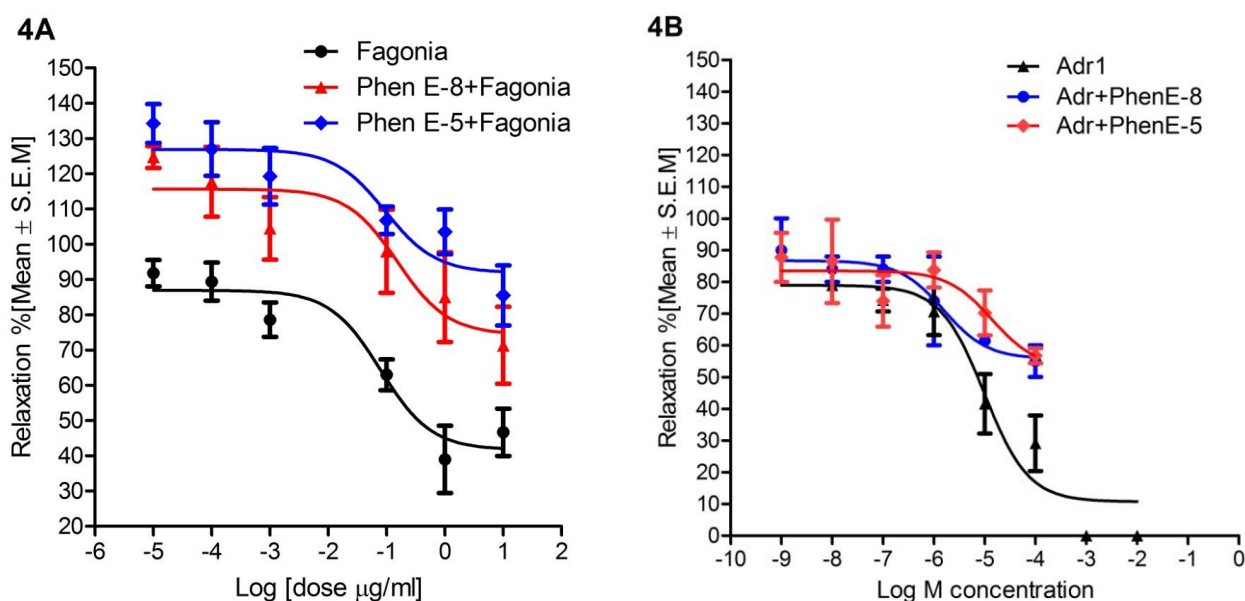 4A
Fagonia
Phen E-8+Fagonia
Phen E-5+Fagonia
Relaxation %[Mean ± S.E.M]
150
140
130
120
110
100
90
80
70
60
50
40
30
20
-6 -5 -4 -3 -2 -1 0 1 2
Log [dose μg/ml]
4B
Adr1
Adr+PhenE-8
Adr+PhenE-5
Relaxation %[Mean ± S.E.M]
150
140
130
120
110
100
90
80
70
60
50
40
30
20
10
0
-10 -9 -8 -7 -6 -5 -4 -3 -2 -1 0
Log M concentration